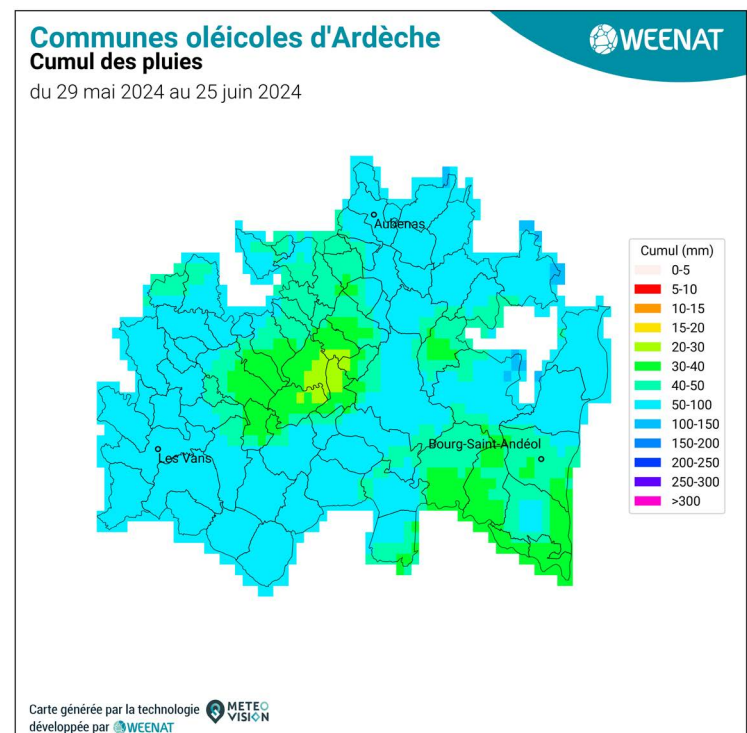 Communes oléicoles d'Ardèche
Cumul des pluies
du 29 mai 2024 au 25 juin 2024
WEENAT
Aubenas
Cumul (mm)
0-5
5-10
10-15
15-20
20-30
30-40
40-50
50-100
100-150
150-200
200-250
250-300
>300
Bourg-Saint-Andéol
Les Vans
Carte générée par la technologie METEO VISION
développée par WEENAT